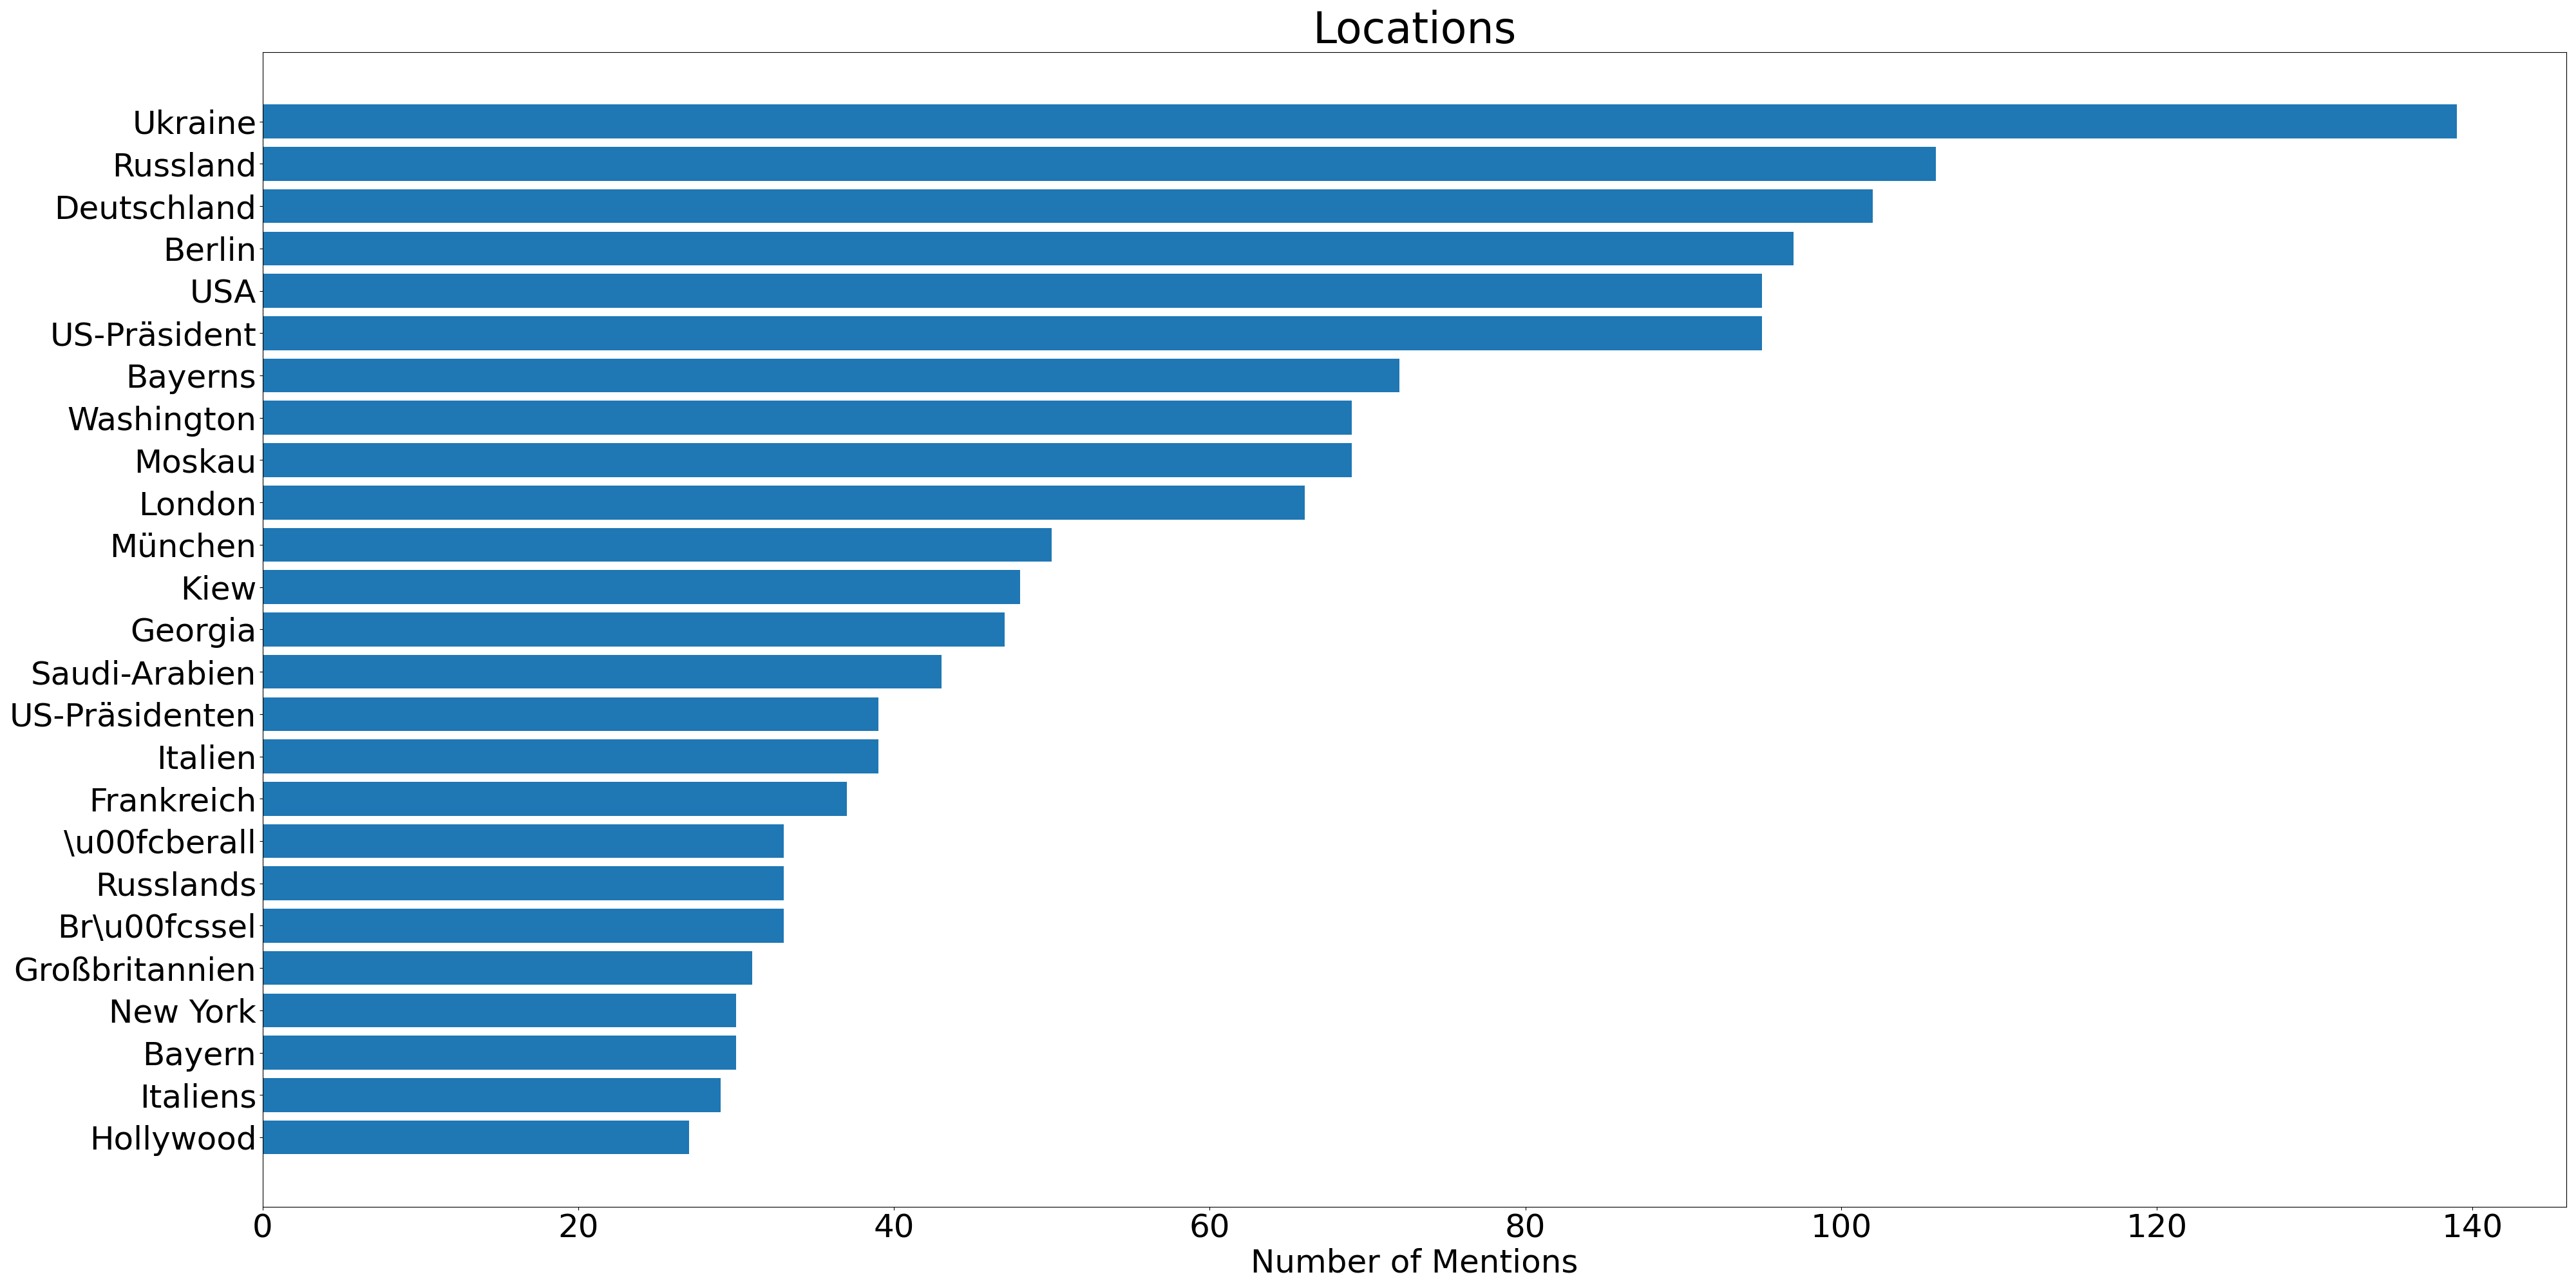 Locations
Ukraine
Russland
Deutschland
Berlin
USA
US-Präsident
Bayerns
Washington
Moskau
London
München
Kiew
Georgia
Saudi-Arabien
US-Präsidenten
Italien
Frankreich
\u00fcberall
Russlands
Br\u00fcssel
Großbritannien
New York
Bayern
Italiens
Hollywood
0 20 40 60 80 100 120 140
Number of Mentions